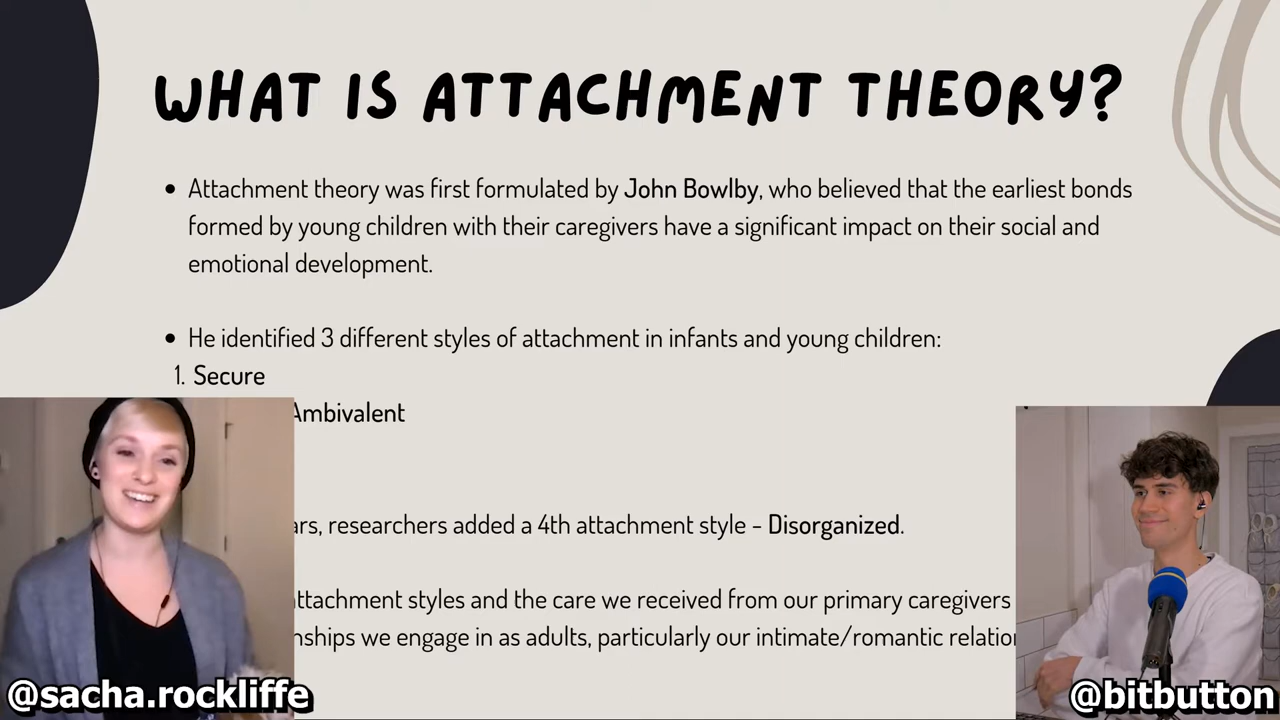 WHAT IS ATTACHMENT THEORY?
• Attachment theory was first formulated by John Bowlby, who believed that the earliest bonds
formed by young children with their caregivers have a significant impact on their social and
emotional development.
• He identified 3 different styles of attachment in infants and young children:
1. Secure
Ambivalent
researchers added a 4th attachment style - Disorganized.
attachment styles and the care we received from our primary caregivers
we engage in as adults, particularly our intimate/romantic
@sacha.rockliffe
@bitbutton